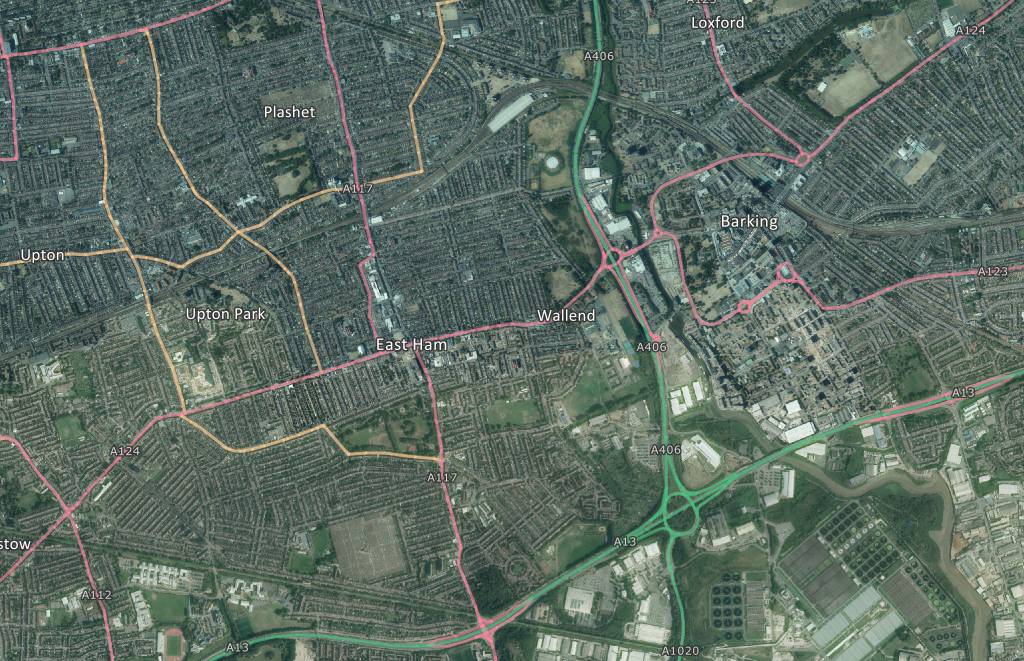 A123
Loxford
A124
A406
Plashet
A117
Barking
Upton
A123
Upton Park
Wallend
East Ham
A406
A13
A124
A406
A117
stow
A13
A112
A13
A1020